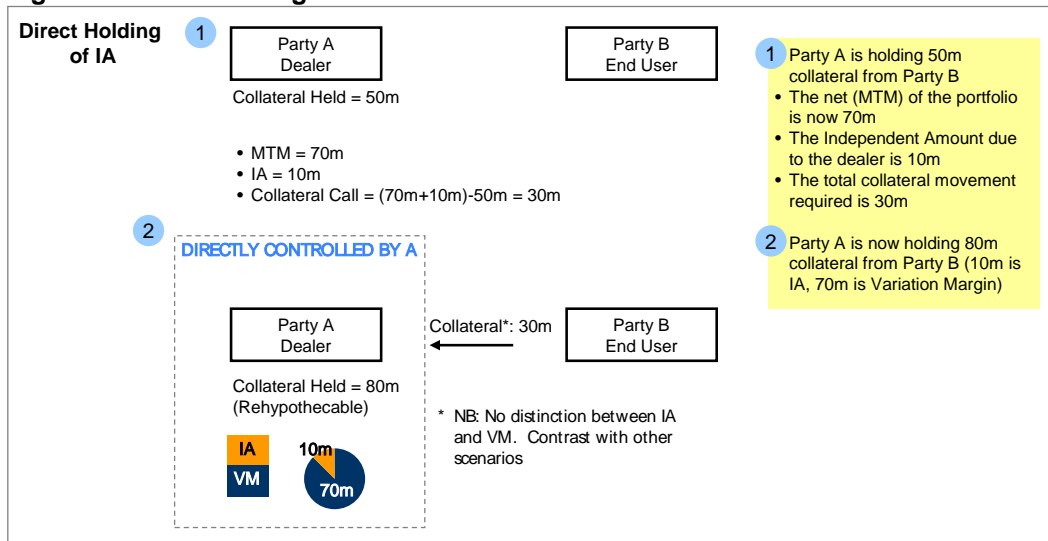 Direct Holding
of IA
1
Party A
Dealer
Party B
End User
Collateral Held = 50m
• MTM = 70m
• IA = 10m
• Collateral Call = (70m+10m)-50m = 30m
1 Party A is holding 50m
collateral from Party B
• The net (MTM) of the portfolio
is now 70m
• The Independent Amount due
to the dealer is 10m
• The total collateral movement
required is 30m
2 Party A is now holding 80m
collateral from Party B (10m is
IA, 70m is Variation Margin)
2
DIRECTLY CONTROLLED BY A
Party A
Dealer
Collateral*: 30m
Party B
End User
Collateral Held = 80m
(Rehypothecable)
* NB: No distinction between IA
and VM. Contrast with other
scenarios
IA
VM
10m
70m